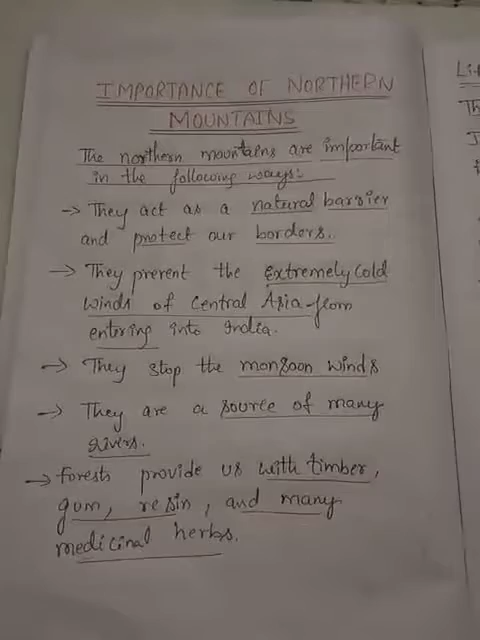 IMPORTANCE OF NORTHERN
MOUNTAINS
The northern mountains are important
in the following ways:
→ They act as a natural barrier
and protect our borders.
→ They prevent the extremely cold
winds of Central Asia from
entering into India.
→ They stop the monsoon winds
→ They are a source of many
rivers.
→ forests provide us with timber,
gum, resin, and many
medicinal herbs.
Th